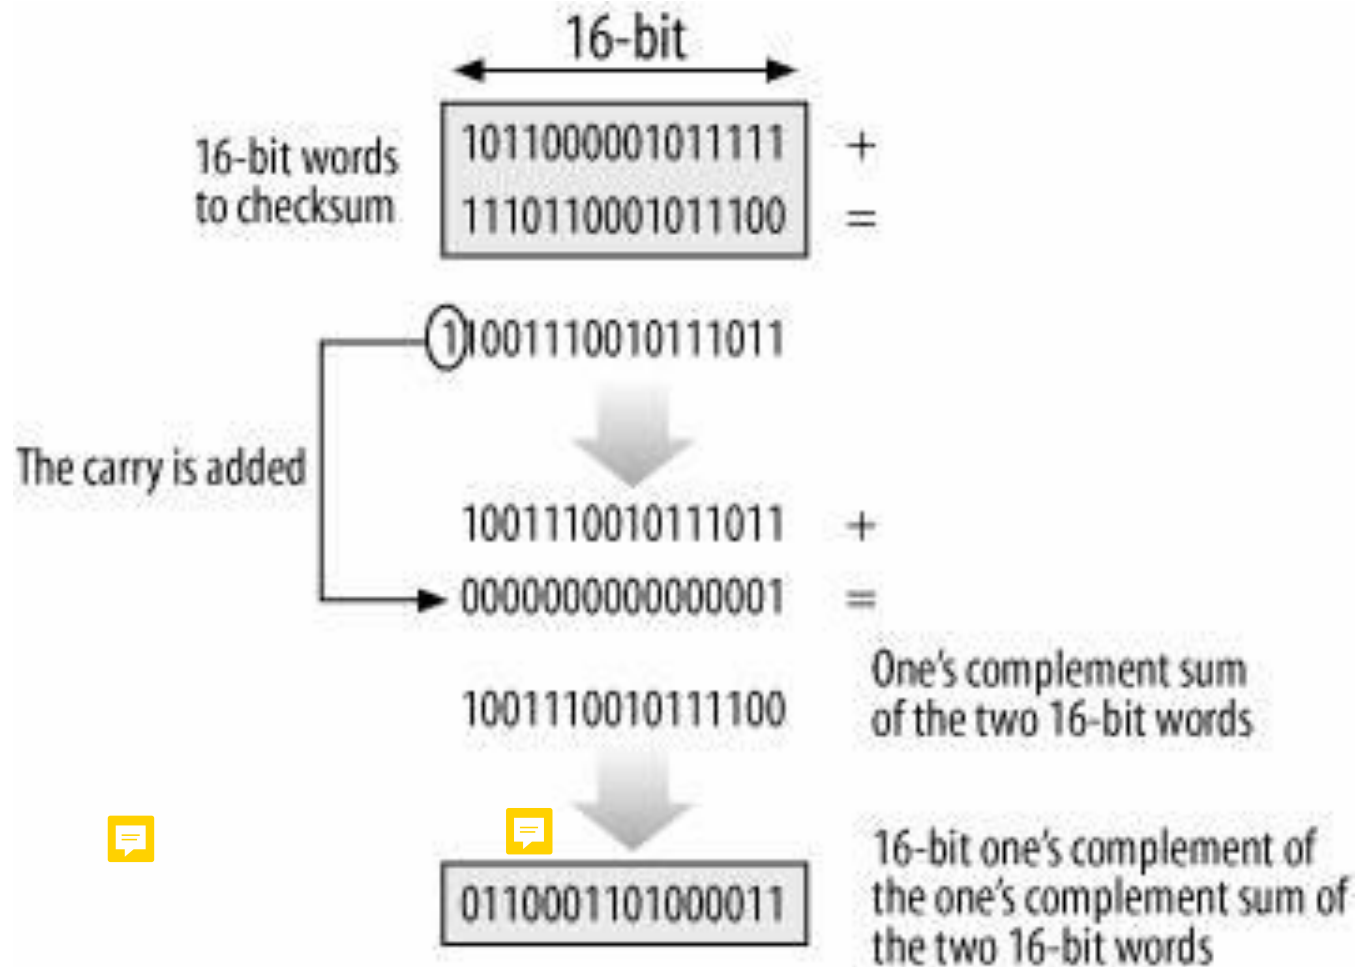 16-bit
16-bit words
to checksum
1011000001011111 +
1110110001011100 =
11001110010111011
The carry is added
1001110010111011 +
0000000000000001 =
1001110010111100
One's complement sum
of the two 16-bit words
0110001101000011
16-bit one's complement of
the one's complement sum of
the two 16-bit words